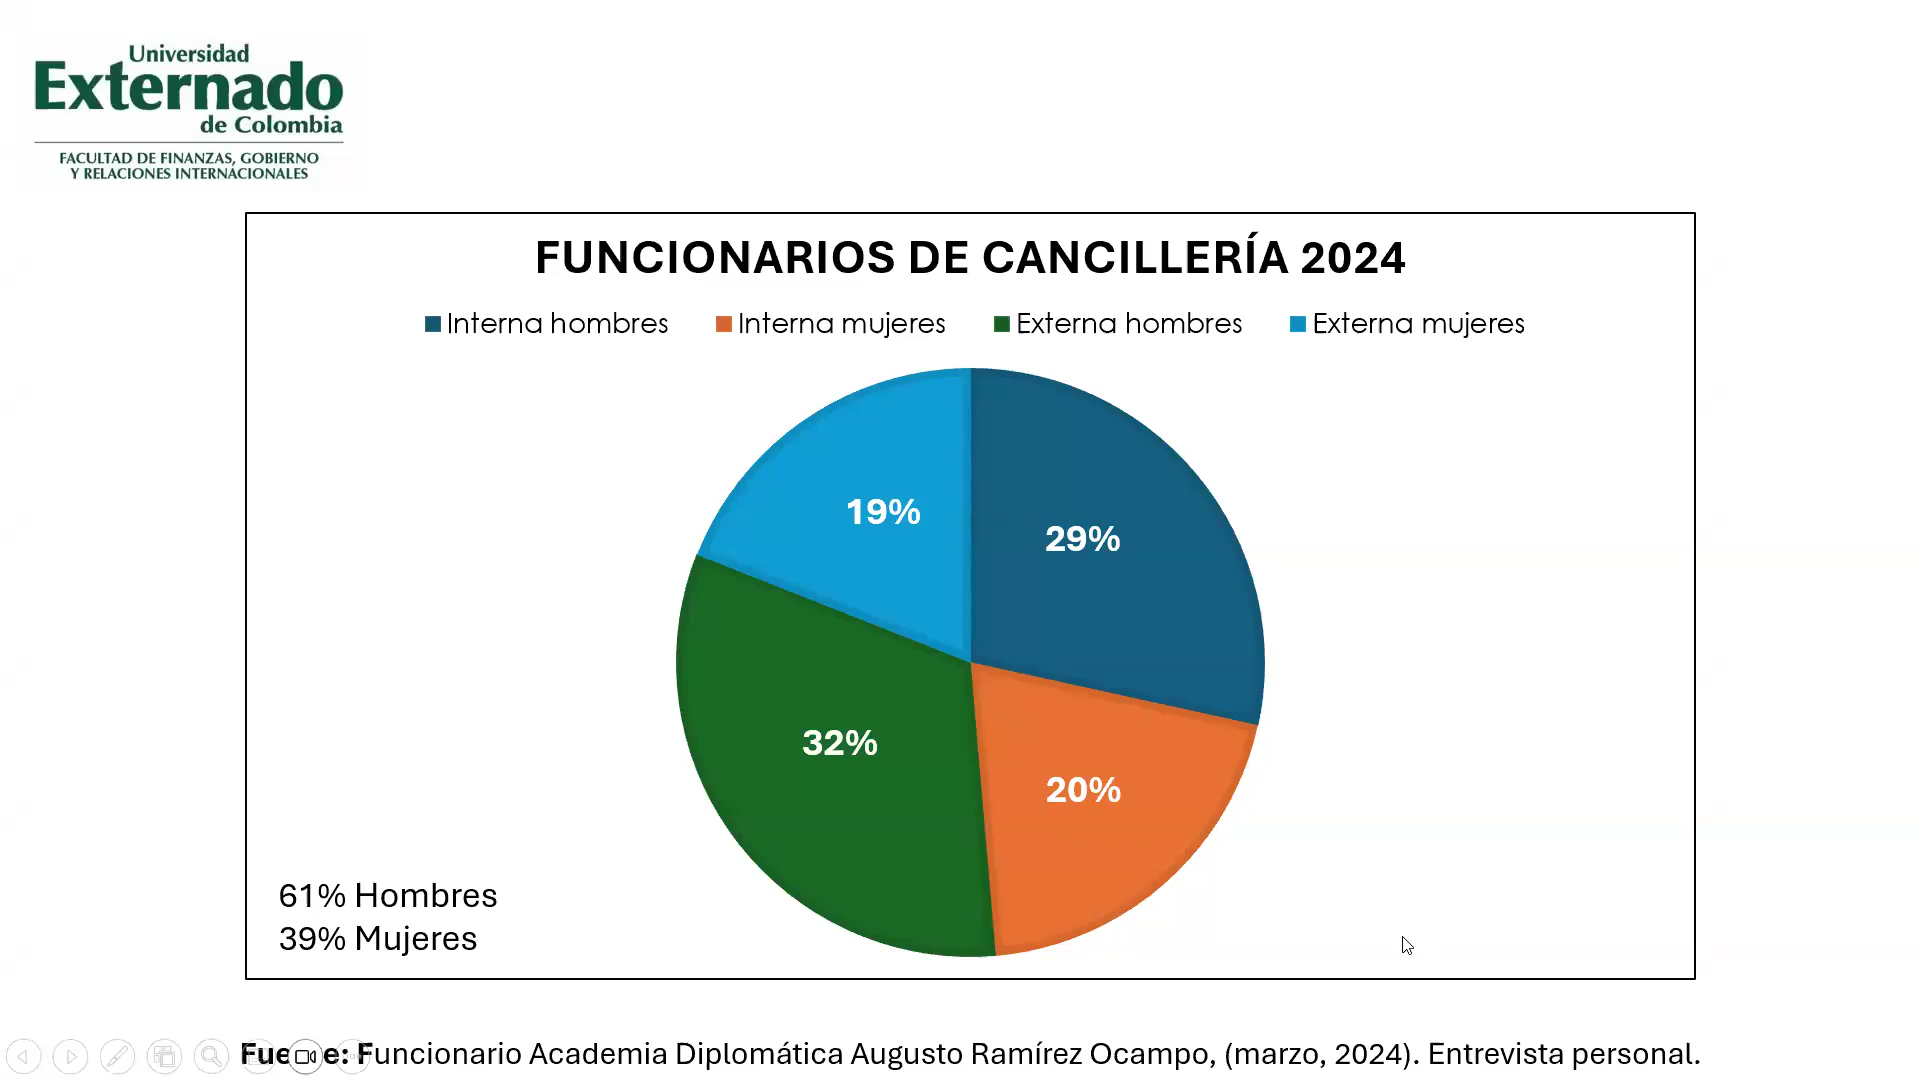 Universidad
Externado
de Colombia
FACULTAD DE FINANZAS, GOBIERNO
Y RELACIONES INTERNACIONALES
FUNCIONARIOS DE CANCILLERÍA 2024
Interna hombres Interna mujeres Externa hombres Externa mujeres
19%
29%
32%
20%
61% Hombres
39% Mujeres
Funcionario Academia Diplomática Augusto Ramírez Ocampo, (marzo, 2024). Entrevista personal.